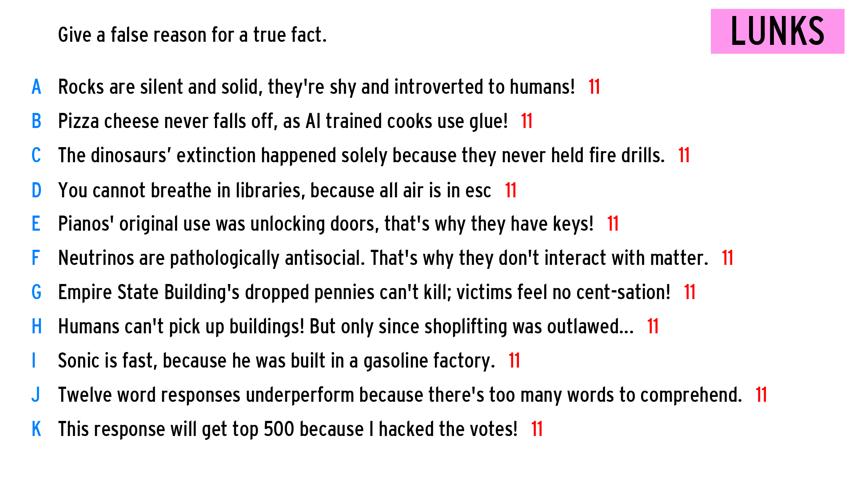 Give a false reason for a true fact.
LUNKS
A Rocks are silent and solid, they're shy and introverted to humans! 11
B Pizza cheese never falls off, as AI trained cooks use glue! 11
C The dinosaurs’ extinction happened solely because they never held fire drills. 11
D You cannot breathe in libraries, because all air is in esc 11
E Pianos' original use was unlocking doors, that's why they have keys! 11
F Neutrinos are pathologically antisocial. That's why they don't interact with matter. 11
G Empire State Building's dropped pennies can't kill; victims feel no cent-sation! 11
H Humans can't pick up buildings! But only since shoplifting was outlawed... 11
I Sonic is fast, because he was built in a gasoline factory. 11
J Twelve word responses underperform because there's too many words to comprehend. 11
K This response will get top 500 because I hacked the votes! 11